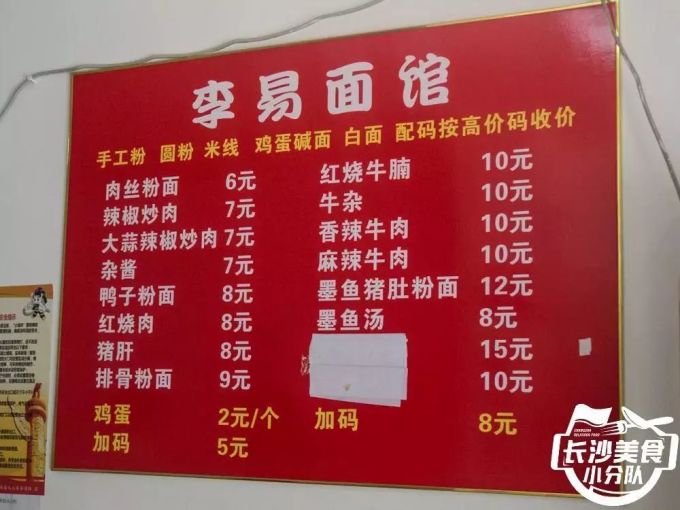 李易面馆
手工粉 圆粉 米线 鸡蛋碱面 白面 配码按高价码收价
肉丝粉面 6元
辣椒炒肉 7元
大蒜辣椒炒肉 7元
杂酱 7元
鸭子粉面 8元
红烧肉 8元
猪肝 8元
排骨粉面 9元
鸡蛋 2元/个
加码 5元
红烧牛腩 10元
牛杂 10元
香辣牛肉 10元
麻辣牛肉 10元
墨鱼猪肚粉面 12元
墨鱼汤 8元
15元
10元
加码 8元
长沙美食
小分队